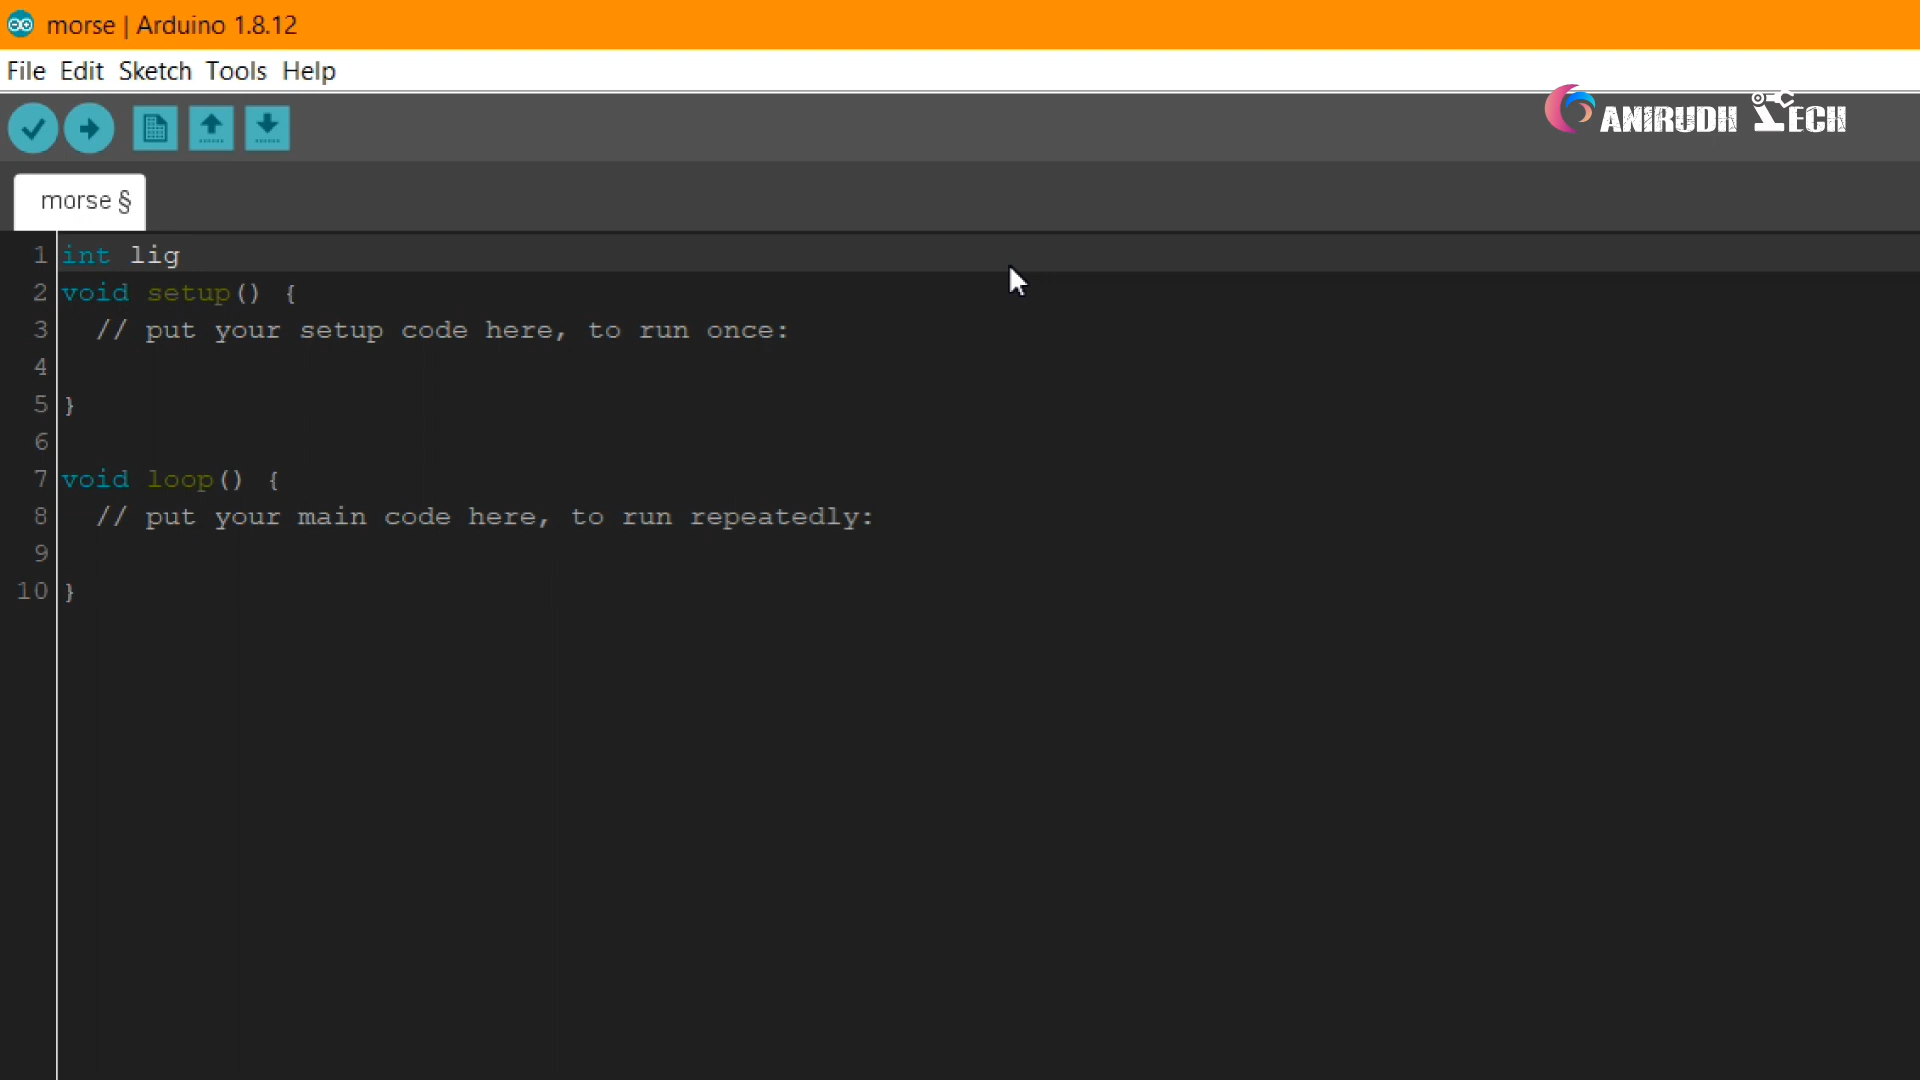 morse | Arduino 1.8.12
File Edit Sketch Tools Help
ANIRUDH TECH
morse §
1 int lig
2 void setup() {
3   // put your setup code here, to run once:
4
5 }
6
7 void loop() {
8   // put your main code here, to run repeatedly:
9
10 }